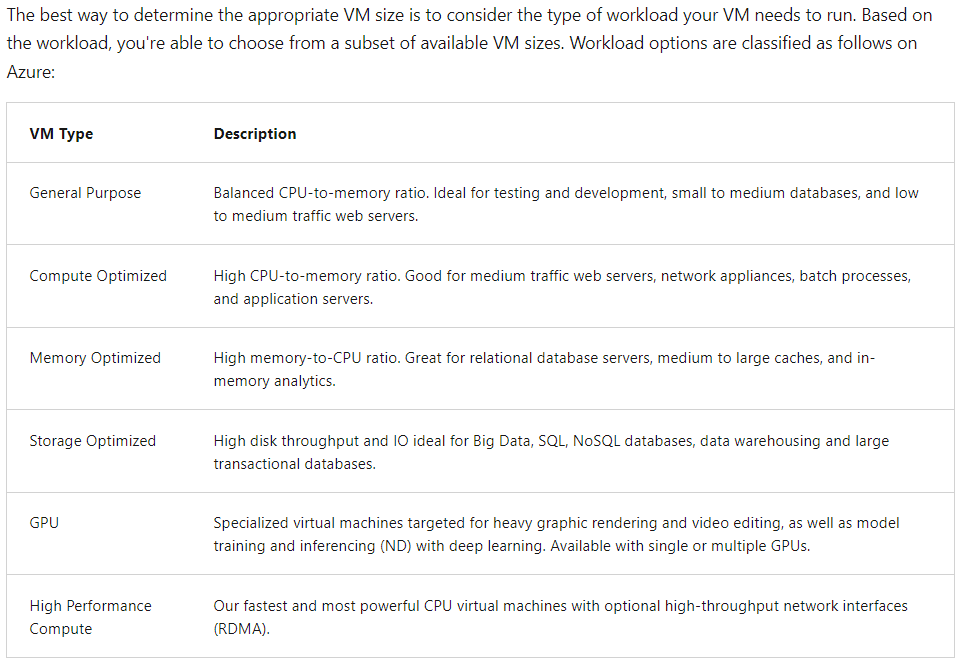 The best way to determine the appropriate VM size is to consider the type of workload your VM needs to run. Based on
the workload, you're able to choose from a subset of available VM sizes. Workload options are classified as follows on
Azure:
VM Type Description
General Purpose Balanced CPU-to-memory ratio. Ideal for testing and development, small to medium databases, and low
to medium traffic web servers.
Compute Optimized High CPU-to-memory ratio. Good for medium traffic web servers, network appliances, batch processes,
and application servers.
Memory Optimized High memory-to-CPU ratio. Great for relational database servers, medium to large caches, and in-
memory analytics.
Storage Optimized High disk throughput and IO ideal for Big Data, SQL, NoSQL databases, data warehousing and large
transactional databases.
GPU Specialized virtual machines targeted for heavy graphic rendering and video editing, as well as model
training and inferencing (ND) with deep learning. Available with single or multiple GPUs.
High Performance Our fastest and most powerful CPU virtual machines with optional high-throughput network interfaces
Compute (RDMA).